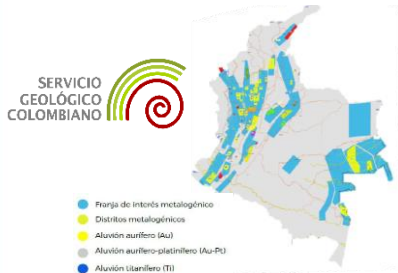 SERVICIO
GEOLÓGICO
COLOMBIANO
Franja de interés metalogénico
Distritos metalogénicos
Aluvión aurífero (Au)
Aluvión aurífero-platinífero (Au-Pt)
Aluvión titanífero (Ti)